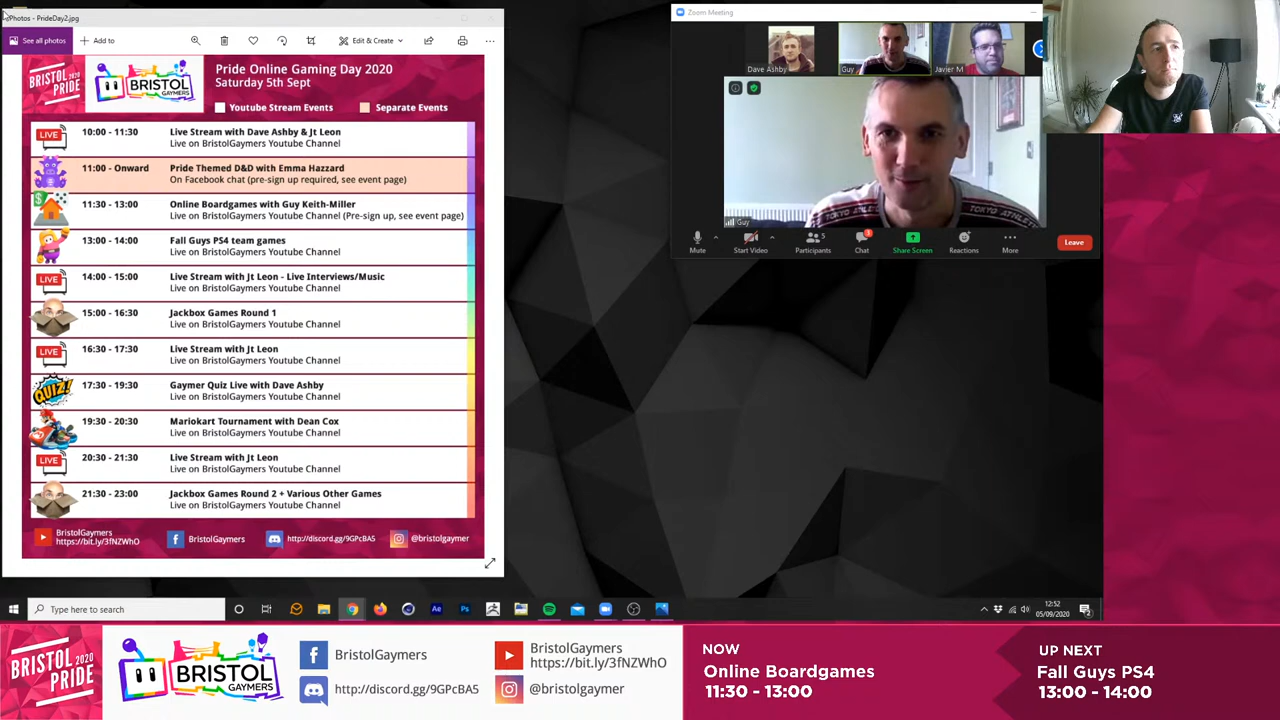 Photos - PrideDay2.jpg
See all photos
Add to
Edit & Create
BRISTOL
PRIDE
2020
BRISTOL
GAYMERS
Pride Online Gaming Day 2020
Saturday 5th Sept
Youtube Stream Events
Separate Events
LIVE
10:00 - 11:30
Live Stream with Dave Ashby & Jt Leon
Live on BristolGaymers Youtube Channel
11:00 - Onward
Pride Themed D&D with Emma Hazzard
On Facebook chat (pre-sign up required, see event page)
11:30 - 13:00
Online Boardgames with Guy Keith-Miller
Live on BristolGaymers Youtube Channel (Pre-sign up, see event page)
13:00 - 14:00
Fall Guys PS4 team games
Live on BristolGaymers Youtube Channel
LIVE
14:00 - 15:00
Live Stream with Jt Leon - Live Interviews/Music
Live on BristolGaymers Youtube Channel
15:00 - 16:30
Jackbox Games Round 1
Live on BristolGaymers Youtube Channel
LIVE
16:30 - 17:30
Live Stream with Jt Leon
Live on BristolGaymers Youtube Channel
QUIZ!
17:30 - 19:30
Gaymer Quiz Live with Dave Ashby
Live on BristolGaymers Youtube Channel
19:30 - 20:30
Mariokart Tournament with Dean Cox
Live on BristolGaymers Youtube Channel
LIVE
20:30 - 21:30
Live Stream with Jt Leon
Live on BristolGaymers Youtube Channel
21:30 - 23:00
Jackbox Games Round 2 + Various Other Games
Live on BristolGaymers Youtube Channel
BristolGaymers
https://bit.ly/3fNZWhO
BristolGaymers
http://discord.gg/9GPcBA5
@bristolgaymer
Zoom Meeting
Dave Ashby
Guy
Javier M
TOKYO ATHLETIC
Guy
Mute
Start Video
5
Participants
3
Chat
Share Screen
Reactions
More
Leave
Type here to search
Ae
Ps
12:52
05/09/2020
2
BRISTOL
PRIDE
2020
BRISTOL
GAYMERS
BristolGaymers
http://discord.gg/9GPcBA5
BristolGaymers
https://bit.ly/3fNZWhO
@bristolgaymer
NOW
Online Boardgames
11:30 - 13:00
UP NEXT
Fall Guys PS4
13:00 - 14:00